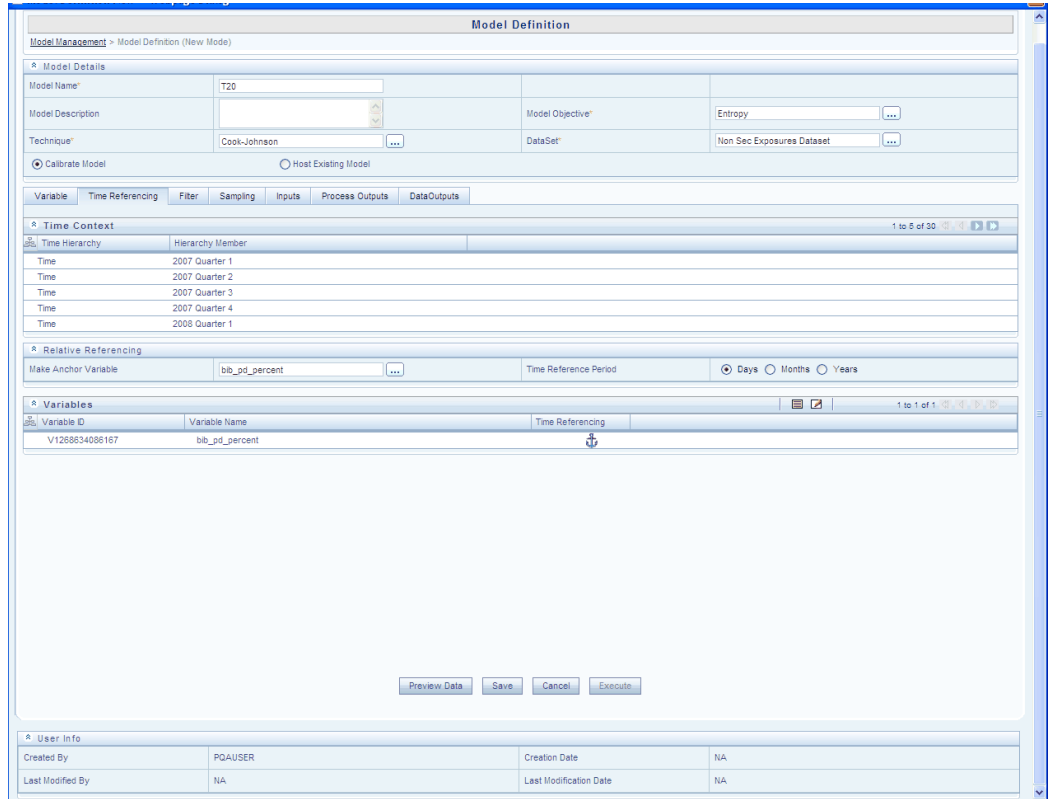 Model Definition
Model Management > Model Definition (New Mode)
Model Details
Model Name* T20
Model Description Model Objective* Entropy ...
Technique* Cook-Johnson ... DataSet* Non Sec Exposures Dataset ...
Calibrate Model Host Existing Model
Variable Time Referencing Filter Sampling Inputs Process Outputs DataOutputs
Time Context 1 to 5 of 30
Time Hierarchy Hierarchy Member
Time 2007 Quarter 1
Time 2007 Quarter 2
Time 2007 Quarter 3
Time 2007 Quarter 4
Time 2008 Quarter 1
Relative Referencing
Make Anchor Variable bib_pd_percent ... Time Reference Period Days Months Years
Variables 1 to 1 of 1
Variable ID Variable Name Time Referencing
V1268634086167 bib_pd_percent
Preview Data Save Cancel Execute
User Info
Created By PQAUSER Creation Date NA
Last Modified By NA Last Modification Date NA